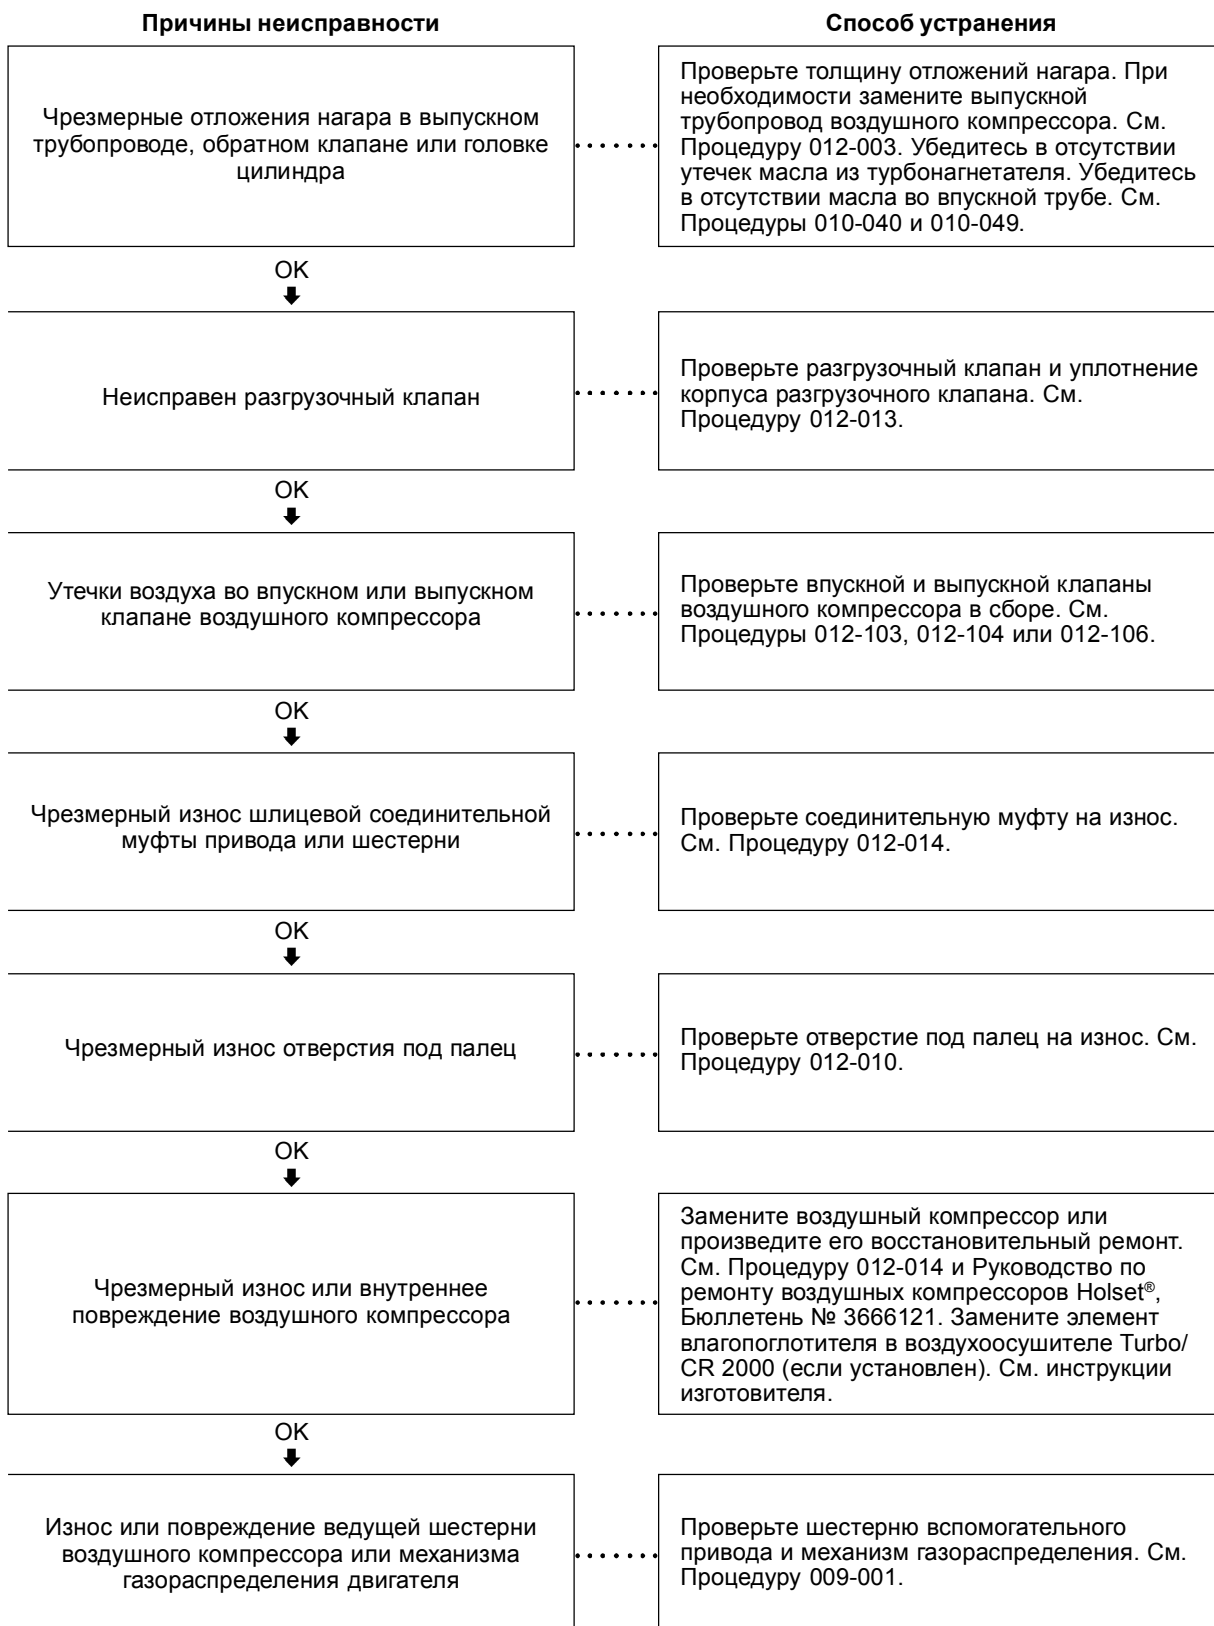 Причины неисправности
Способ устранения
Чрезмерные отложения нагара в выпускном
трубопроводе, обратном клапане или головке
цилиндра
Проверьте толщину отложений нагара. При
необходимости замените выпускной
трубопровод воздушного компрессора. См.
Процедуру 012-003. Убедитесь в отсутствии
утечек масла из турбонагнетателя. Убедитесь
в отсутствии масла во впускной трубе. См.
Процедуры 010-040 и 010-049.
OK
Неисправен разгрузочный клапан
Проверьте разгрузочный клапан и уплотнение
корпуса разгрузочного клапана. См.
Процедуру 012-013.
OK
Утечки воздуха во впускном или выпускном
клапане воздушного компрессора
Проверьте впускной и выпускной клапаны
воздушного компрессора в сборе. См.
Процедуры 012-103, 012-104 или 012-106.
OK
Чрезмерный износ шлицевой соединительной
муфты привода или шестерни
Проверьте соединительную муфту на износ.
См. Процедуру 012-014.
OK
Чрезмерный износ отверстия под палец
Проверьте отверстие под палец на износ. См.
Процедуру 012-010.
OK
Чрезмерный износ или внутреннее
повреждение воздушного компрессора
Замените воздушный компрессор или
произведите его восстановительный ремонт.
См. Процедуру 012-014 и Руководство по
ремонту воздушных компрессоров Holset®,
Бюллетень № 3666121. Замените элемент
влагопоглотителя в воздухоосушителе Turbo/
CR 2000 (если установлен). См. инструкции
изготовителя.
OK
Износ или повреждение ведущей шестерни
воздушного компрессора или механизма
газораспределения двигателя
Проверьте шестерню вспомогательного
привода и механизм газораспределения. См.
Процедуру 009-001.